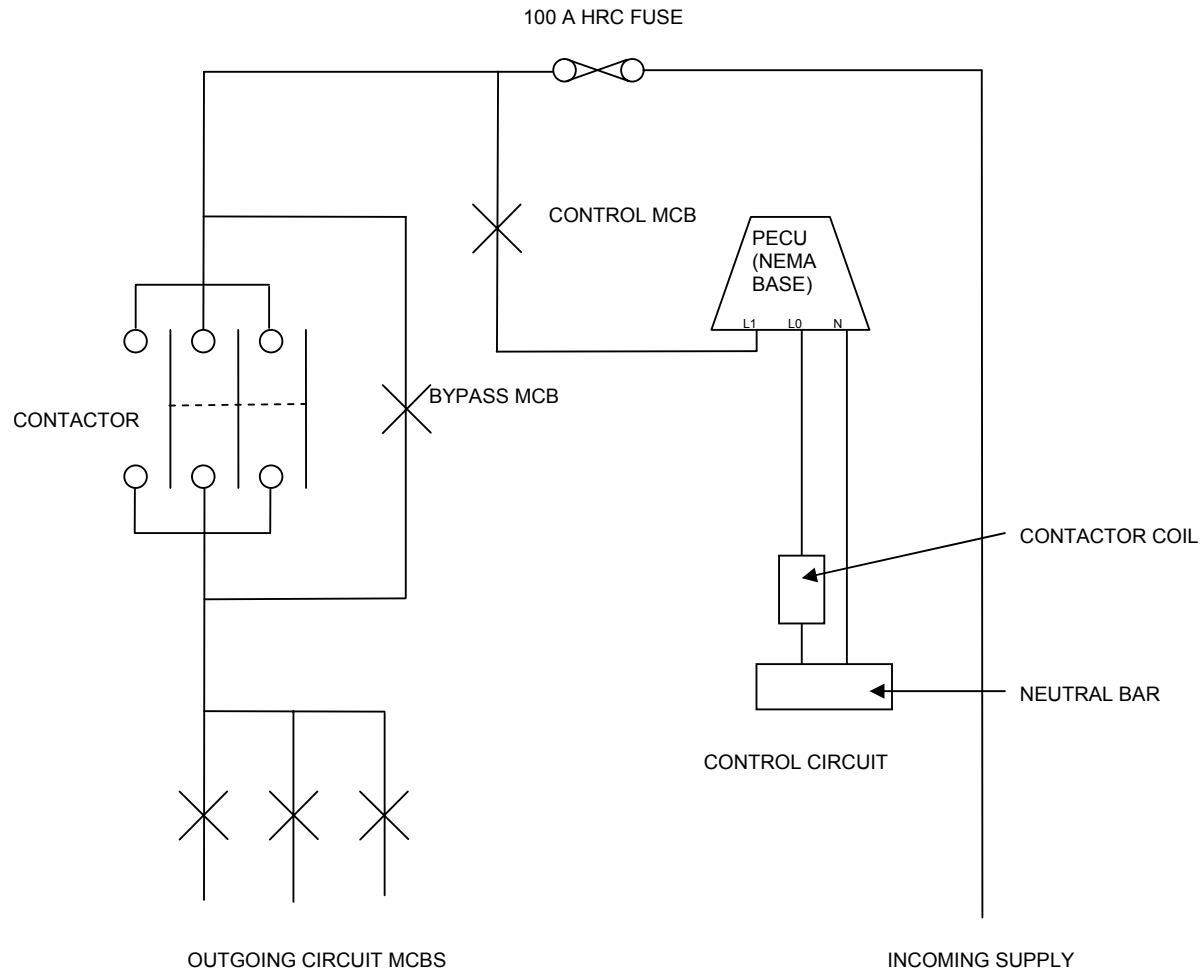 100 A HRC FUSE
CONTROL MCB
PECU
(NEMA
BASE)
L1 L0 N
BYPASS MCB
CONTACTOR
CONTACTOR COIL
NEUTRAL BAR
CONTROL CIRCUIT
OUTGOING CIRCUIT MCBS
INCOMING SUPPLY